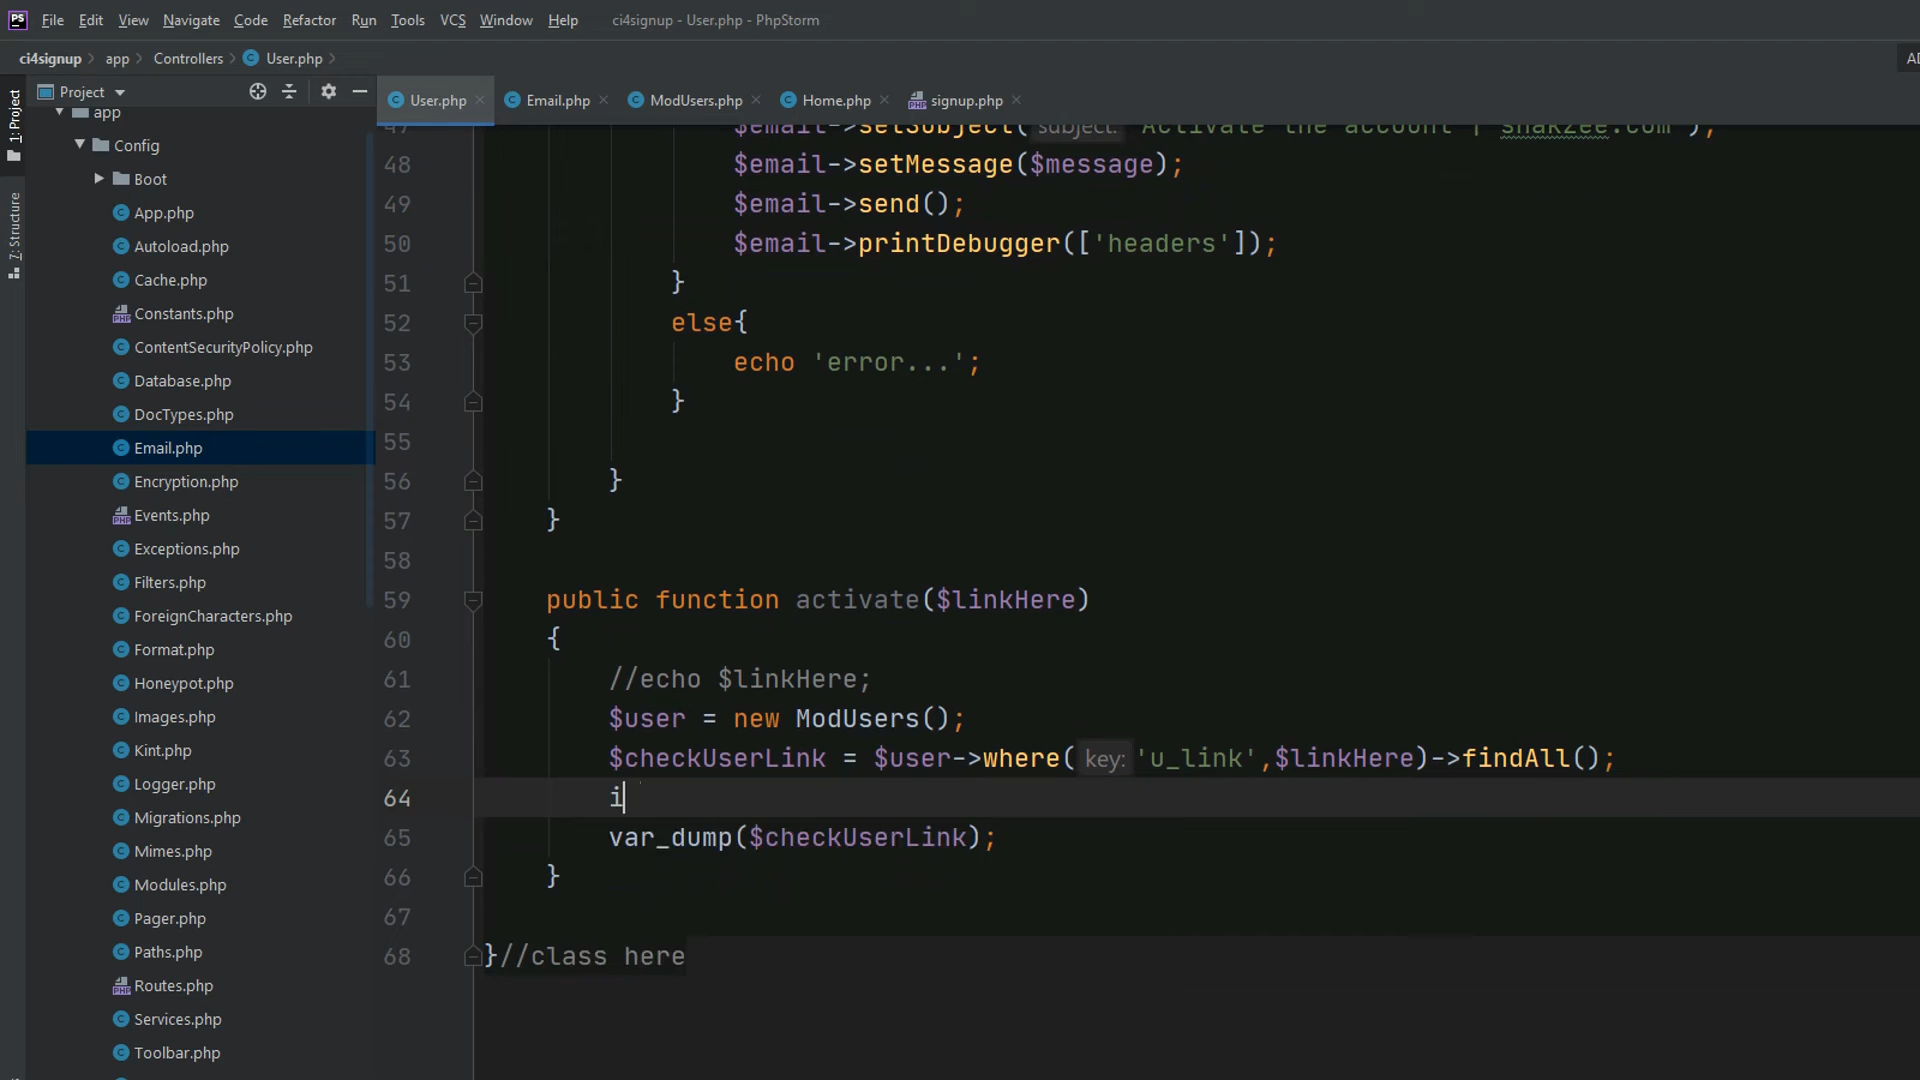 PS File Edit View Navigate Code Refactor Run Tools VCS Window Help ci4signup - User.php - PhpStorm
ci4signup app Controllers User.php
Project User.php Email.php ModUsers.php Home.php signup.php
1: Project
7: Structure
app
Config
Boot
App.php
Autoload.php
Cache.php
Constants.php
ContentSecurityPolicy.php
Database.php
DocTypes.php
Email.php
Encryption.php
Events.php
Exceptions.php
Filters.php
ForeignCharacters.php
Format.php
Honeypot.php
Images.php
Kint.php
Logger.php
Migrations.php
Mimes.php
Modules.php
Pager.php
Paths.php
Routes.php
Services.php
Toolbar.php
47 $email->setSubject( subject: 'Activate the account | shakzee.com');
48 $email->setMessage($message);
49 $email->send();
50 $email->printDebugger(['headers']);
51 }
52 else{
53 echo 'error...';
54 }
55
56 }
57 }
58
59 public function activate($linkHere)
60 {
61 //echo $linkHere;
62 $user = new ModUsers();
63 $checkUserLink = $user->where( key: 'u_link',$linkHere)->findAll();
64 i
65 var_dump($checkUserLink);
66 }
67
68 }//class here